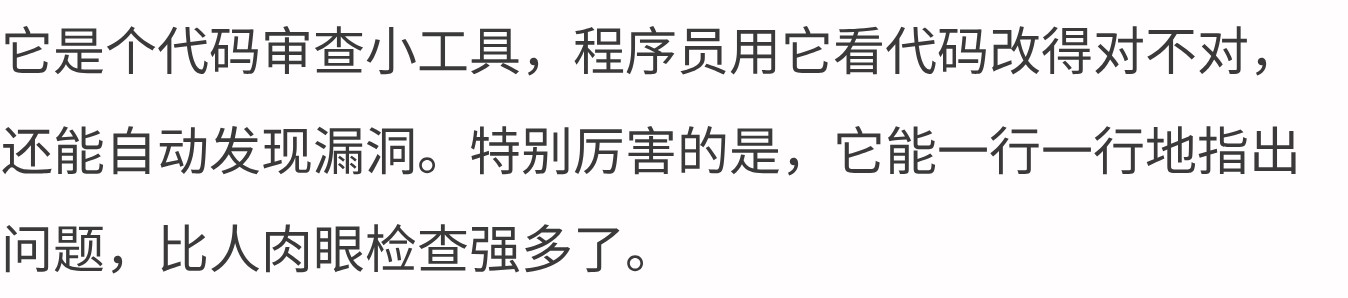 它是个代码审查小工具，程序员用它看代码改得对不对，
还能自动发现漏洞。特别厉害的是，它能一行一行地指出
问题，比人肉眼检查强多了。